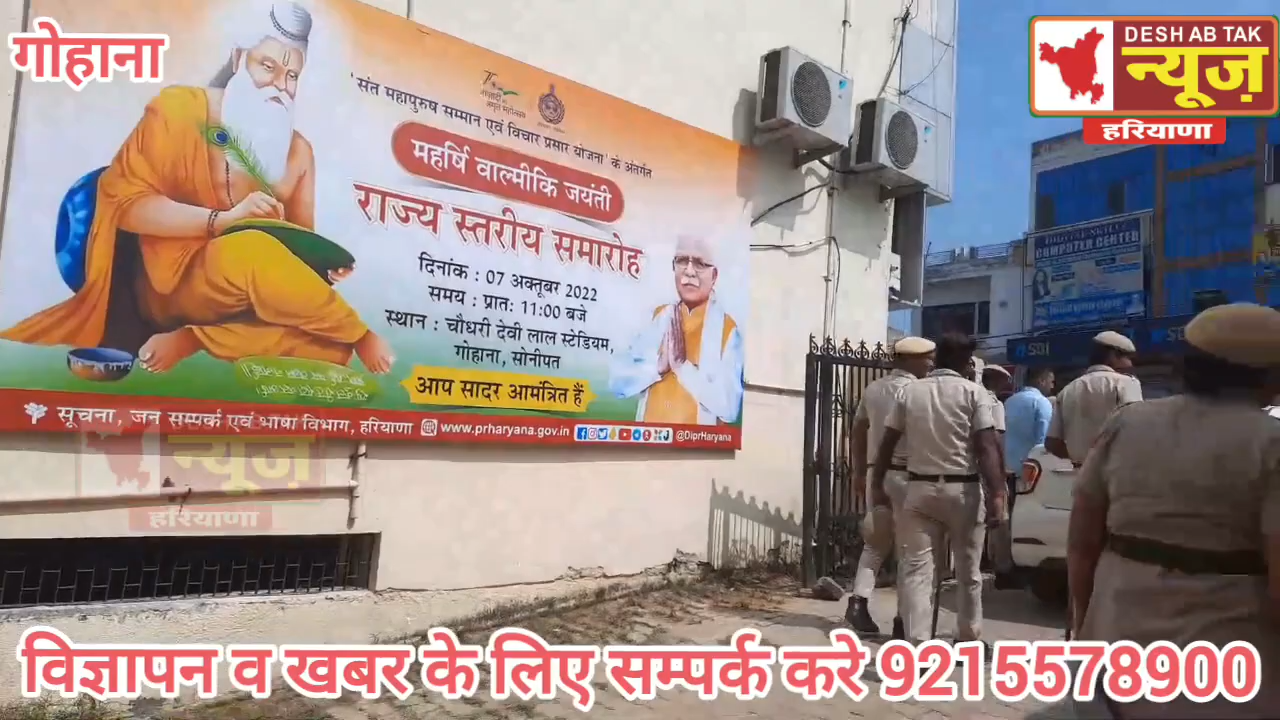 गोहाना
DESH AB TAK
न्यूज़
हरियाणा
'संत महापुरुष सम्मान एवं विचार प्रसार योजना' के अंतर्गत
महर्षि वाल्मीकि जयंती
राज्य स्तरीय समारोह
दिनांक : 07 अक्तूबर 2022
समय : प्रात: 11:00 बजे
स्थान : चौधरी देवी लाल स्टेडियम,
गोहाना, सोनीपत
आप सादर आमंत्रित हैं
सूचना, जन सम्पर्क एवं भाषा विभाग, हरियाणा www.prharyana.gov.in @DiprHaryana
न्यूज़
हरियाणा
COMPUTER CENTER
विज्ञापन व खबर के लिए सम्पर्क करे 9215578900